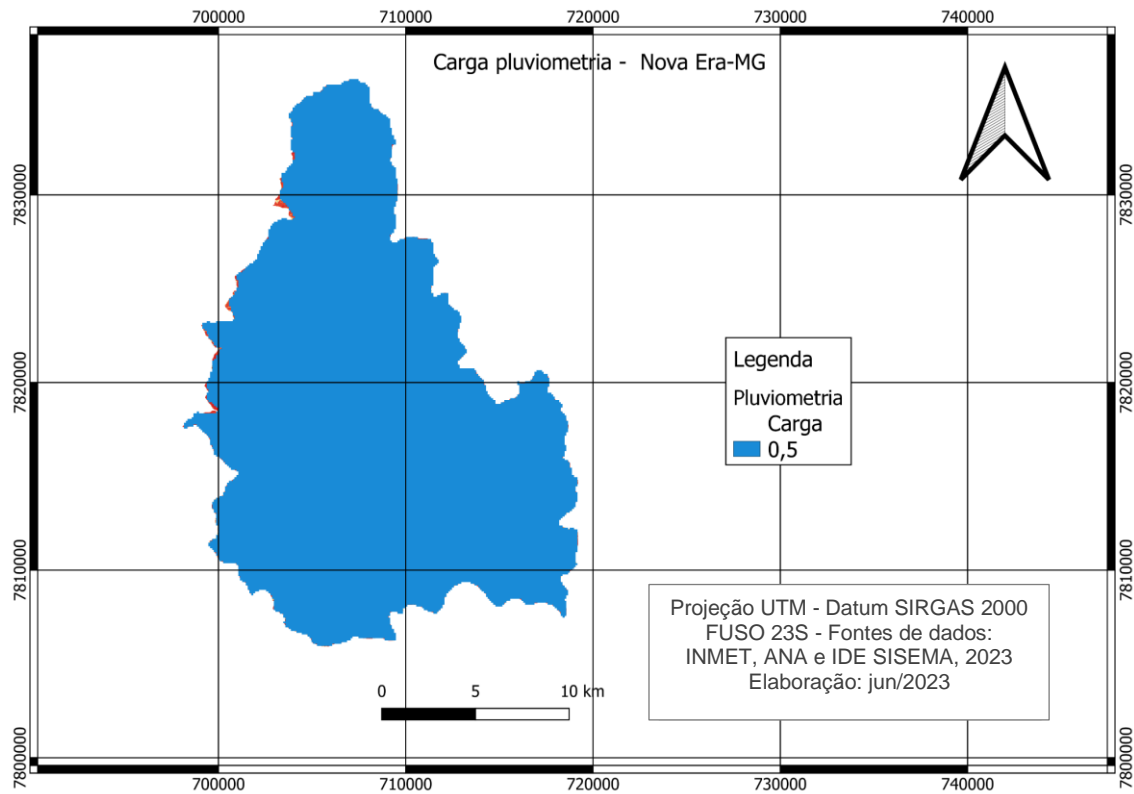 700000 710000 720000 730000 740000
Carga pluviometria - Nova Era-MG
7830000 7830000
7820000 7820000
Legenda
Pluviometria
Carga
0,5
7810000 7810000
Projeção UTM - Datum SIRGAS 2000
FUSO 23S - Fontes de dados:
INMET, ANA e IDE SISEMA, 2023
Elaboração: jun/2023
0 5 10 km
7800000 7800000
700000 710000 720000 730000 740000